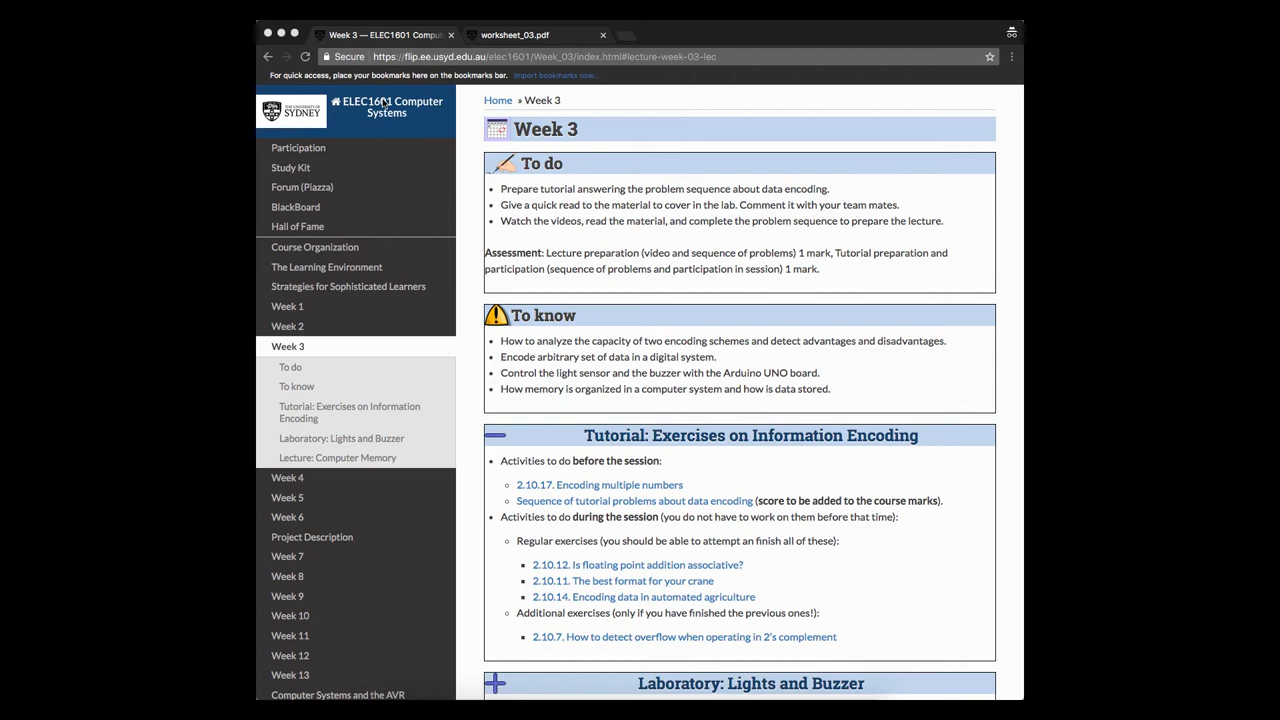 Week 3 — ELEC1601 Comput
worksheet_03.pdf
Secure https://flip.ee.usyd.edu.au/elec1601/Week_03/index.html#lecture-week-03-lec
For quick access, place your bookmarks here on the bookmarks bar. Import bookmarks now...
THE UNIVERSITY OF
SYDNEY
ELEC1601 Computer
Systems
Participation
Study Kit
Forum (Piazza)
BlackBoard
Hall of Fame
Course Organization
The Learning Environment
Strategies for Sophisticated Learners
Week 1
Week 2
Week 3
To do
To know
Tutorial: Exercises on Information
Encoding
Laboratory: Lights and Buzzer
Lecture: Computer Memory
Week 4
Week 5
Week 6
Project Description
Week 7
Week 8
Week 9
Week 10
Week 11
Week 12
Week 13
Computer Systems and the AVR
Home » Week 3
Week 3
To do
• Prepare tutorial answering the problem sequence about data encoding.
• Give a quick read to the material to cover in the lab. Comment it with your team mates.
• Watch the videos, read the material, and complete the problem sequence to prepare the lecture.
Assessment: Lecture preparation (video and sequence of problems) 1 mark, Tutorial preparation and
participation (sequence of problems and participation in session) 1 mark.
To know
• How to analyze the capacity of two encoding schemes and detect advantages and disadvantages.
• Encode arbitrary set of data in a digital system.
• Control the light sensor and the buzzer with the Arduino UNO board.
• How memory is organized in a computer system and how is data stored.
Tutorial: Exercises on Information Encoding
• Activities to do before the session:
2.10.17. Encoding multiple numbers
Sequence of tutorial problems about data encoding (score to be added to the course marks).
• Activities to do during the session (you do not have to work on them before that time):
Regular exercises (you should be able to attempt an finish all of these):
2.10.12. Is floating point addition associative?
2.10.11. The best format for your crane
2.10.14. Encoding data in automated agriculture
Additional exercises (only if you have finished the previous ones!):
2.10.7. How to detect overflow when operating in 2's complement
Laboratory: Lights and Buzzer